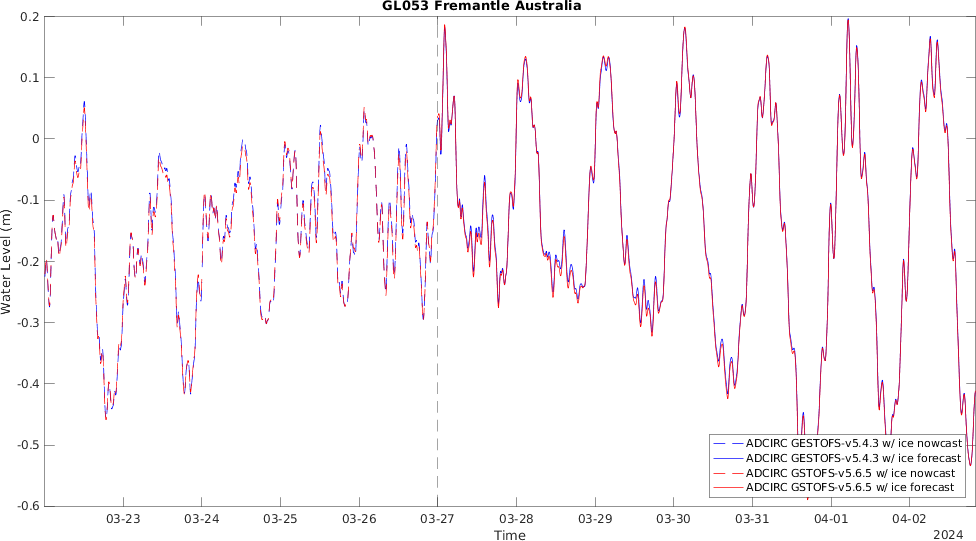 GL053 Fremantle Australia
0.2
0.1
0
-0.1
-0.2
-0.3
-0.4
-0.5
-0.6
Water Level (m)
ADCIRC GESTOFS-v5.4.3 w/ ice nowcast
ADCIRC GESTOFS-v5.4.3 w/ ice forecast
ADCIRC GSTOFS-v5.6.5 w/ ice nowcast
ADCIRC GSTOFS-v5.6.5 w/ ice forecast
03-23 03-24 03-25 03-26 03-27 03-28 03-29 03-30 03-31 04-01 04-02
Time
2024